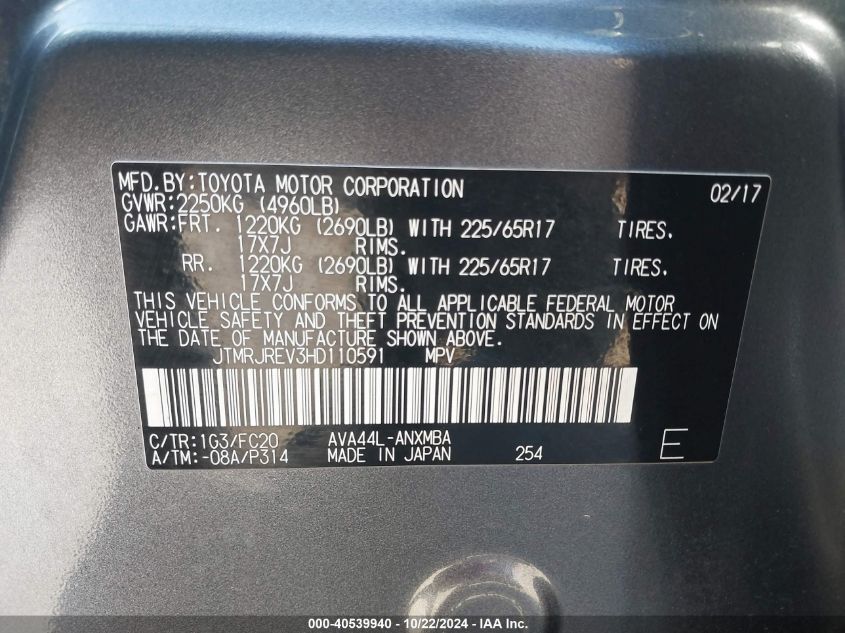 MFD.BY:TOYOTA MOTOR CORPORATION 02/17
GVWR:2250KG (4960LB)
GAWR:FRT. 1220KG (2690LB) WITH 225/65R17 TIRES.
17X7J RIMS.
RR. 1220KG (2690LB) WITH 225/65R17 TIRES.
17X7J RIMS.
THIS VEHICLE CONFORMS TO ALL APPLICABLE FEDERAL MOTOR
VEHICLE SAFETY AND THEFT PREVENTION STANDARDS IN EFFECT ON
THE DATE OF MANUFACTURE SHOWN ABOVE.
JTMRJREV3HD110591 MPV
C/TR:1G3/FC20 AVA44L-ANXMBA
A/TM:-08A/P314 MADE IN JAPAN 254 E
000-40539940 - 10/22/2024 - IAA Inc.